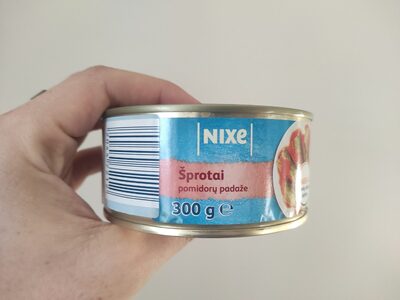 NIXE
Šprotai
pomidorų padaže
300 g ℮